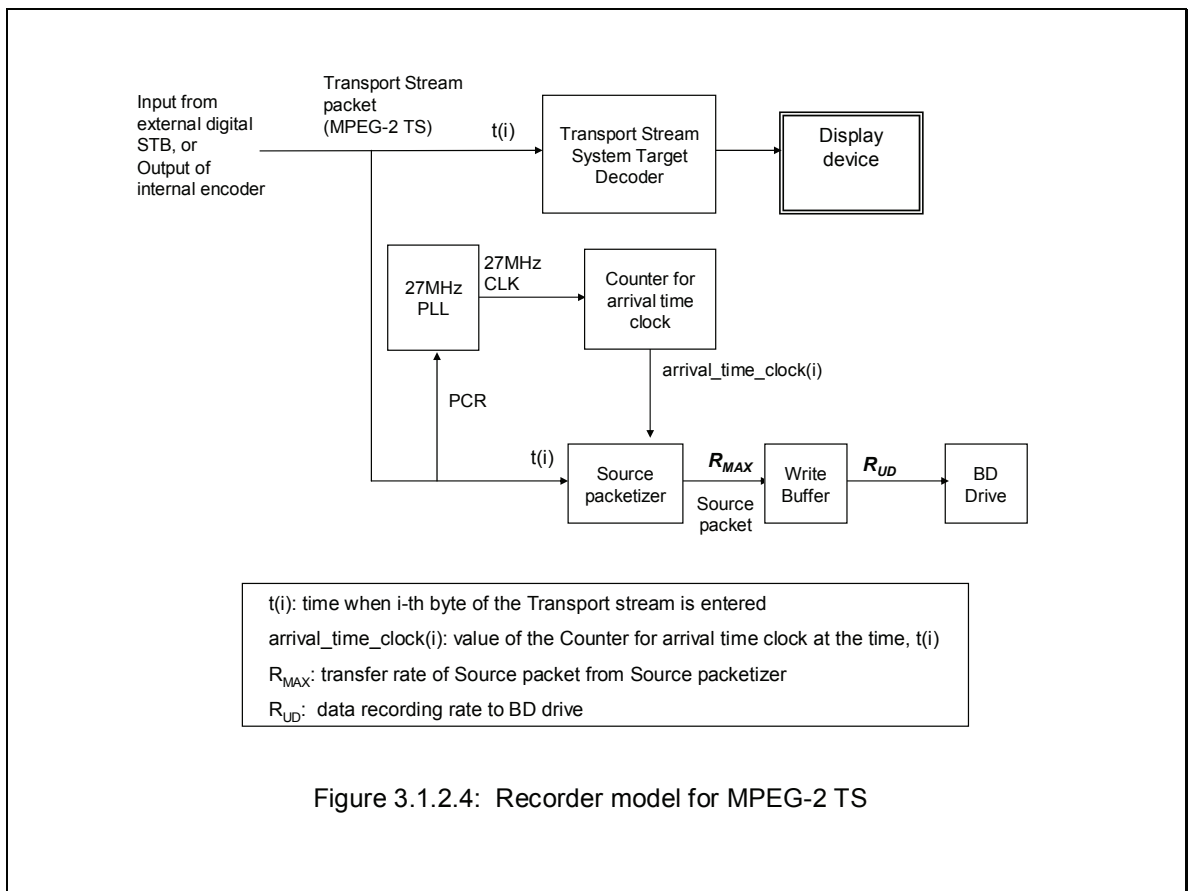 Input from
external digital
STB, or
Output of
internal encoder
Transport Stream
packet
(MPEG-2 TS)
t(i)
Transport Stream
System Target
Decoder
Display
device
27MHz
PLL
27MHz
CLK
Counter for
arrival time
clock
arrival_time_clock(i)
PCR
t(i)
Source
packetizer
R_MAX
Source
packet
Write
Buffer
R_UD
BD
Drive
t(i): time when i-th byte of the Transport stream is entered
arrival_time_clock(i): value of the Counter for arrival time clock at the time, t(i)
R_MAX: transfer rate of Source packet from Source packetizer
R_UD: data recording rate to BD drive
Figure 3.1.2.4: Recorder model for MPEG-2 TS